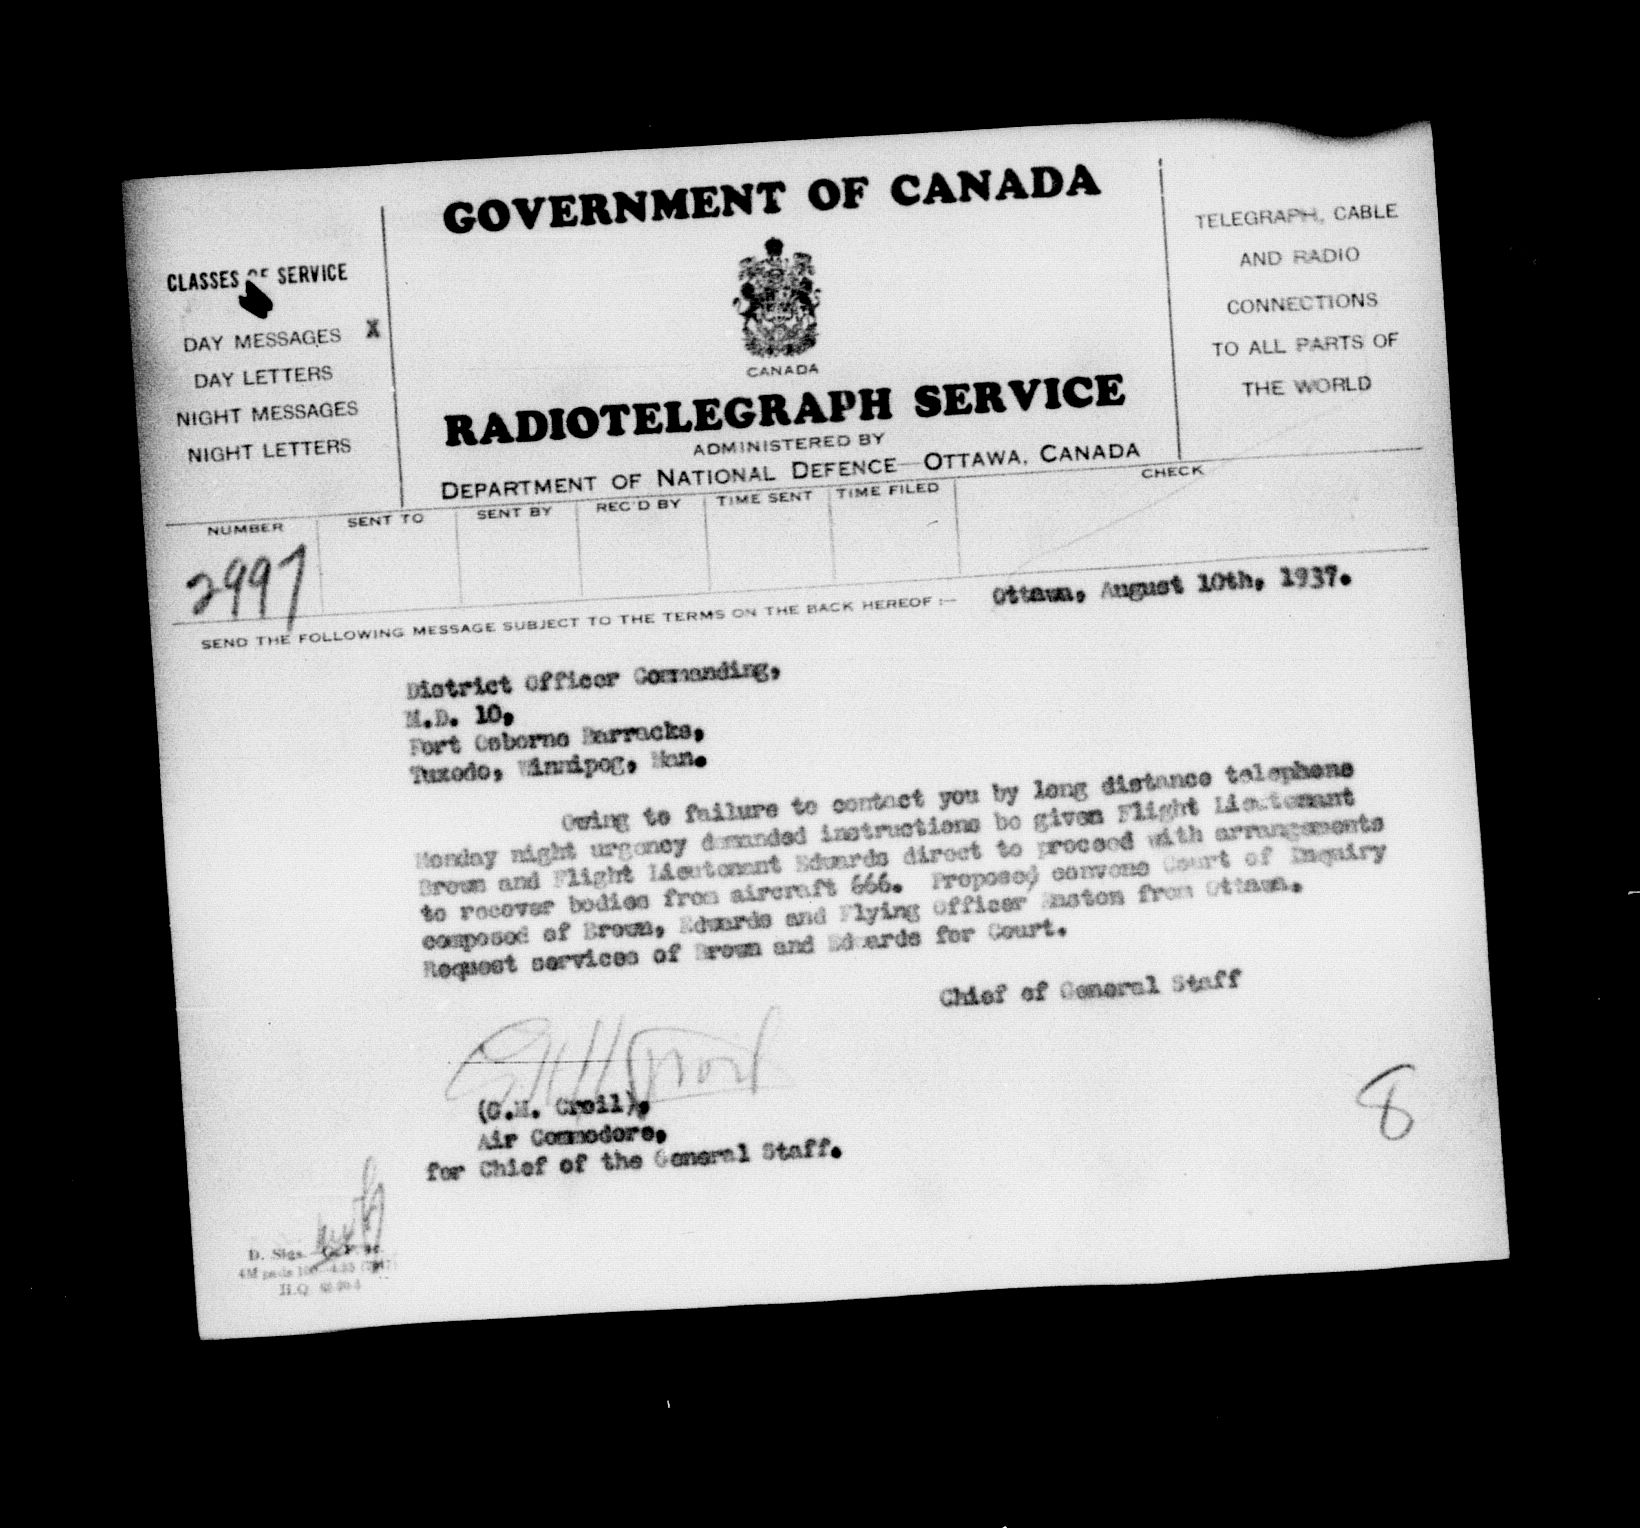 GOVERNMENT OF CANADA
CLASSES OF SERVICE
DAY MESSAGES X
DAY LETTERS
NIGHT MESSAGES
NIGHT LETTERS
CANADA
RADIOTELEGRAPH SERVICE
ADMINISTERED BY
DEPARTMENT OF NATIONAL DEFENCE—OTTAWA, CANADA
TELEGRAPH, CABLE
AND RADIO
CONNECTIONS
TO ALL PARTS OF
THE WORLD
NUMBER SENT TO SENT BY REC'D BY TIME SENT TIME FILED CHECK
2997
SEND THE FOLLOWING MESSAGE SUBJECT TO THE TERMS ON THE BACK HEREOF :— Ottawa, August 10th, 1937.
District Officer Commanding,
M.D. 10,
Fort Osborne Barracks,
Tuxedo, Winnipeg, Man.
Owing to failure to contact you by long distance telephone
Monday night urgency demanded instructions be given Flight Lieutenant
Brown and Flight Lieutenant Edwards direct to proceed with arrangements
to recover bodies from aircraft 666. Proposed convene Court of Inquiry
composed of Brown, Edwards and Flying Officer Easton from Ottawa.
Request services of Brown and Edwards for Court.
Chief of General Staff
(G.M. Croil),
Air Commodore,
for Chief of the General Staff.
8
D. Sigs.
H.Q.